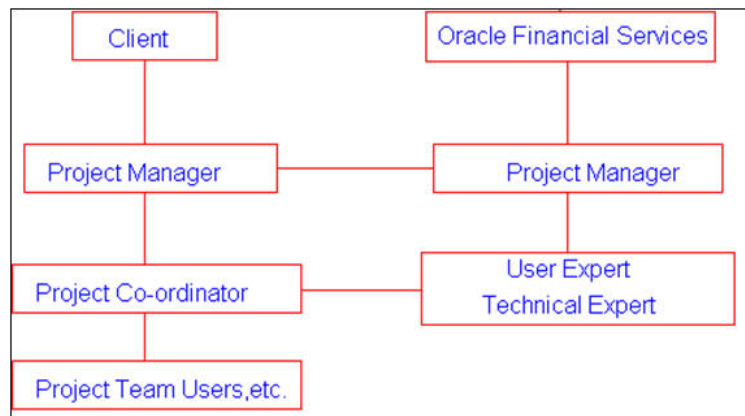 Client
Oracle Financial Services
Project Manager
Project Manager
Project Co-ordinator
User Expert
Technical Expert
Project Team Users,etc.